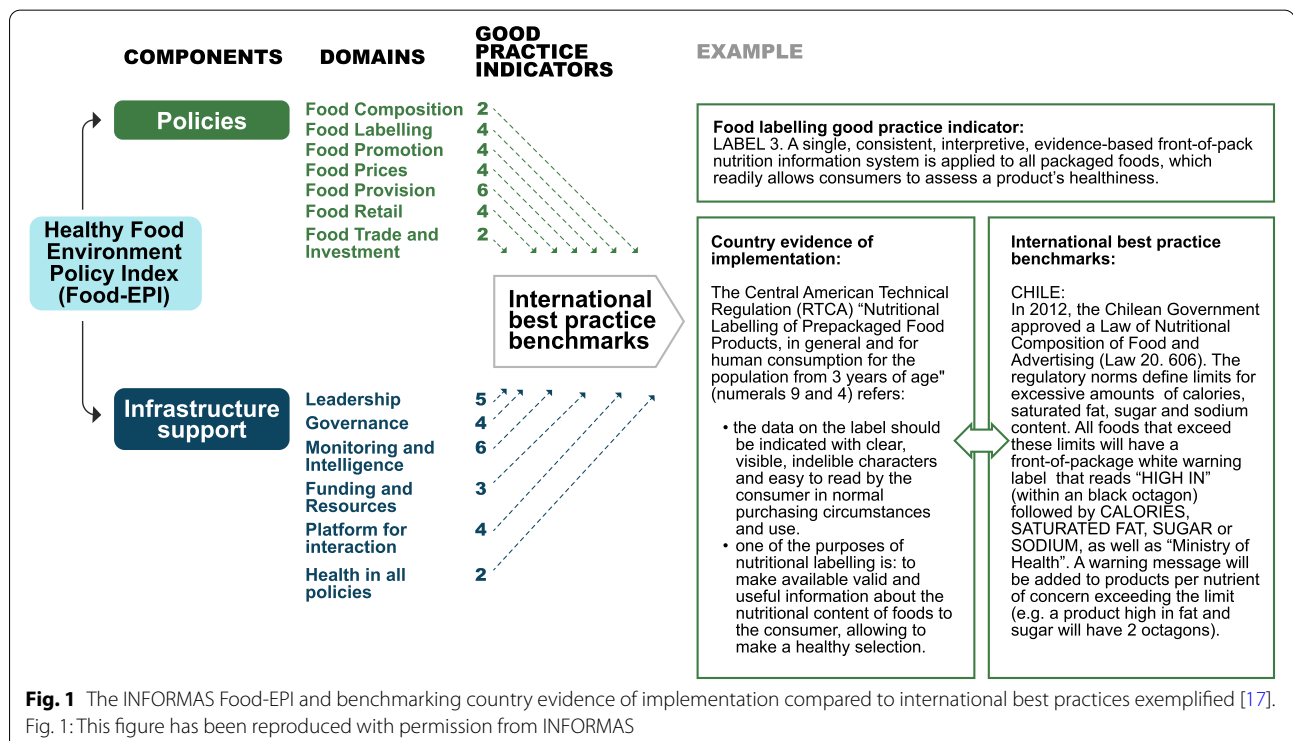 COMPONENTS
DOMAINS
GOOD
PRACTICE
INDICATORS
EXAMPLE
Healthy Food
Environment
Policy Index
(Food-EPI)
Policies
Food Composition 2
Food Labelling 4
Food Promotion 4
Food Prices 4
Food Provision 6
Food Retail 4
Food Trade and 2
Investment
International
best practice
benchmarks
Infrastructure
support
Leadership 5
Governance 4
Monitoring and 6
Intelligence
Funding and 3
Resources
Platform for 4
interaction
Health in all 2
policies
Food labelling good practice indicator:
LABEL 3. A single, consistent, interpretive, evidence-based front-of-pack
nutrition information system is applied to all packaged foods, which
readily allows consumers to assess a product's healthiness.
Country evidence of
implementation:
The Central American Technical
Regulation (RTCA) “Nutritional
Labelling of Prepackaged Food
Products, in general and for
human consumption for the
population from 3 years of age"
(numerals 9 and 4) refers:
• the data on the label should
be indicated with clear,
visible, indelible characters
and easy to read by the
consumer in normal
purchasing circumstances
and use.
• one of the purposes of
nutritional labelling is: to
make available valid and
useful information about the
nutritional content of foods to
the consumer, allowing to
make a healthy selection.
International best practice
benchmarks:
CHILE:
In 2012, the Chilean Government
approved a Law of Nutritional
Composition of Food and
Advertising (Law 20. 606). The
regulatory norms define limits for
excessive amounts of calories,
saturated fat, sugar and sodium
content. All foods that exceed
these limits will have a
front-of-package white warning
label that reads “HIGH IN”
(within an black octagon)
followed by CALORIES,
SATURATED FAT, SUGAR or
SODIUM, as well as “Ministry of
Health”. A warning message will
be added to products per nutrient
of concern exceeding the limit
(e.g. a product high in fat and
sugar will have 2 octagons).
Fig. 1 The INFORMAS Food-EPI and benchmarking country evidence of implementation compared to international best practices exemplified [17].
Fig. 1: This figure has been reproduced with permission from INFORMAS